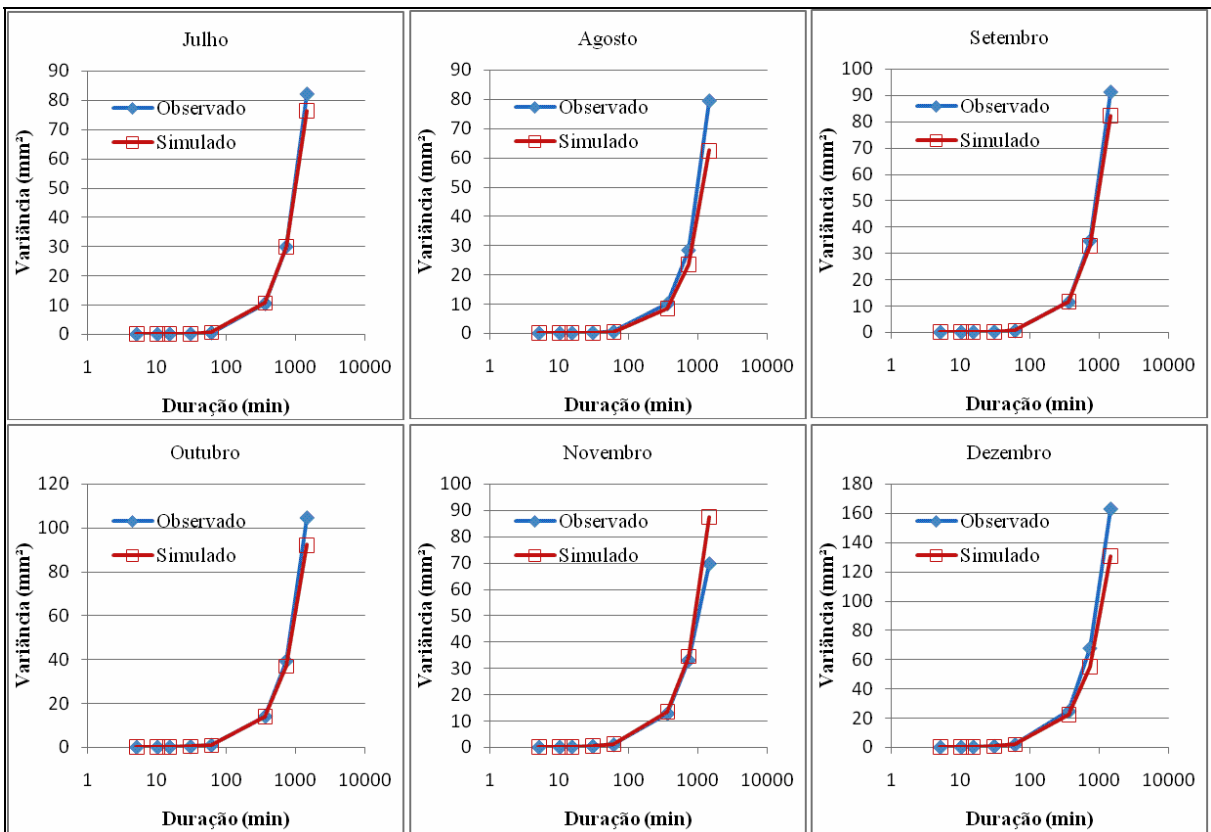 Julho
90
80
70
60
50
40
30
20
10
0
Variância (mm²)
Observado
Simulado
1 10 100 1000 10000
Duração (min)
Agosto
90
80
70
60
50
40
30
20
10
0
Variância (mm²)
Observado
Simulado
1 10 100 1000 10000
Duração (min)
Setembro
100
90
80
70
60
50
40
30
20
10
0
Variância (mm²)
Observado
Simulado
1 10 100 1000 10000
Duração (min)
Outubro
120
100
80
60
40
20
0
Variância (mm²)
Observado
Simulado
1 10 100 1000 10000
Duração (min)
Novembro
100
90
80
70
60
50
40
30
20
10
0
Variância (mm²)
Observado
Simulado
1 10 100 1000 10000
Duração (min)
Dezembro
180
160
140
120
100
80
60
40
20
0
Variância (mm²)
Observado
Simulado
1 10 100 1000 10000
Duração (min)